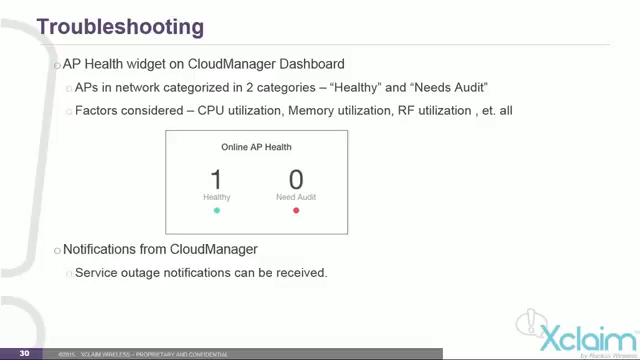 Troubleshooting
AP Health widget on CloudManager Dashboard
APs in network categorized in 2 categories – “Healthy” and “Needs Audit”
Factors considered – CPU utilization, Memory utilization, RF utilization , et. all
Online AP Health
1 0
Healthy Need Audit
Notifications from CloudManager
Service outage notifications can be received.
30 ©2015. XCLAIM WIRELESS – PROPRIETARY AND CONFIDENTIAL
Xclaim
by Ruckus Wireless